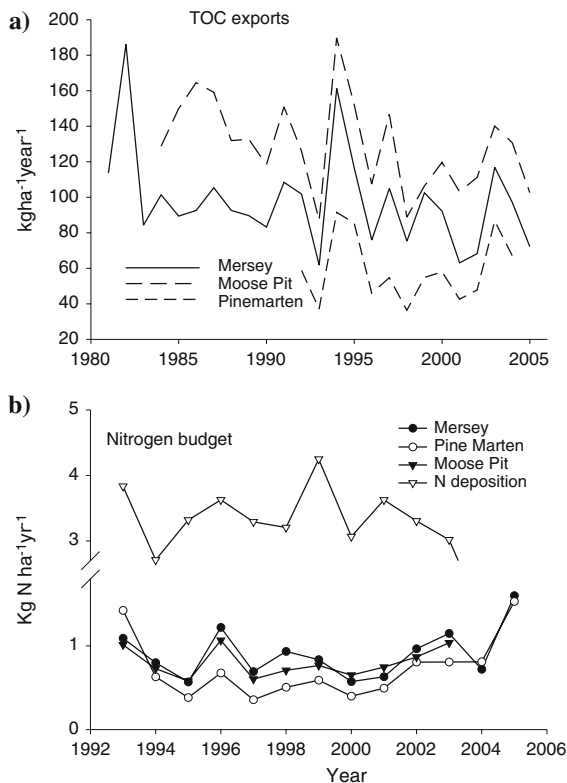 a)
TOC exports
200
180
160
140
120
100
80
60
40
20
kgha⁻¹year⁻¹
Mersey
Moose Pit
Pinemarten
1980 1985 1990 1995 2000 2005
b)
Nitrogen budget
Mersey
Pine Marten
Moose Pit
N deposition
5
4
3
1
0
Kg N ha⁻¹yr⁻¹
1992 1994 1996 1998 2000 2002 2004 2006
Year